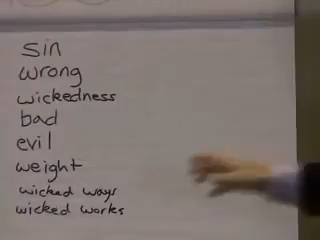 sin
wrong
wickedness
bad
evil
weight
wicked ways
wicked works